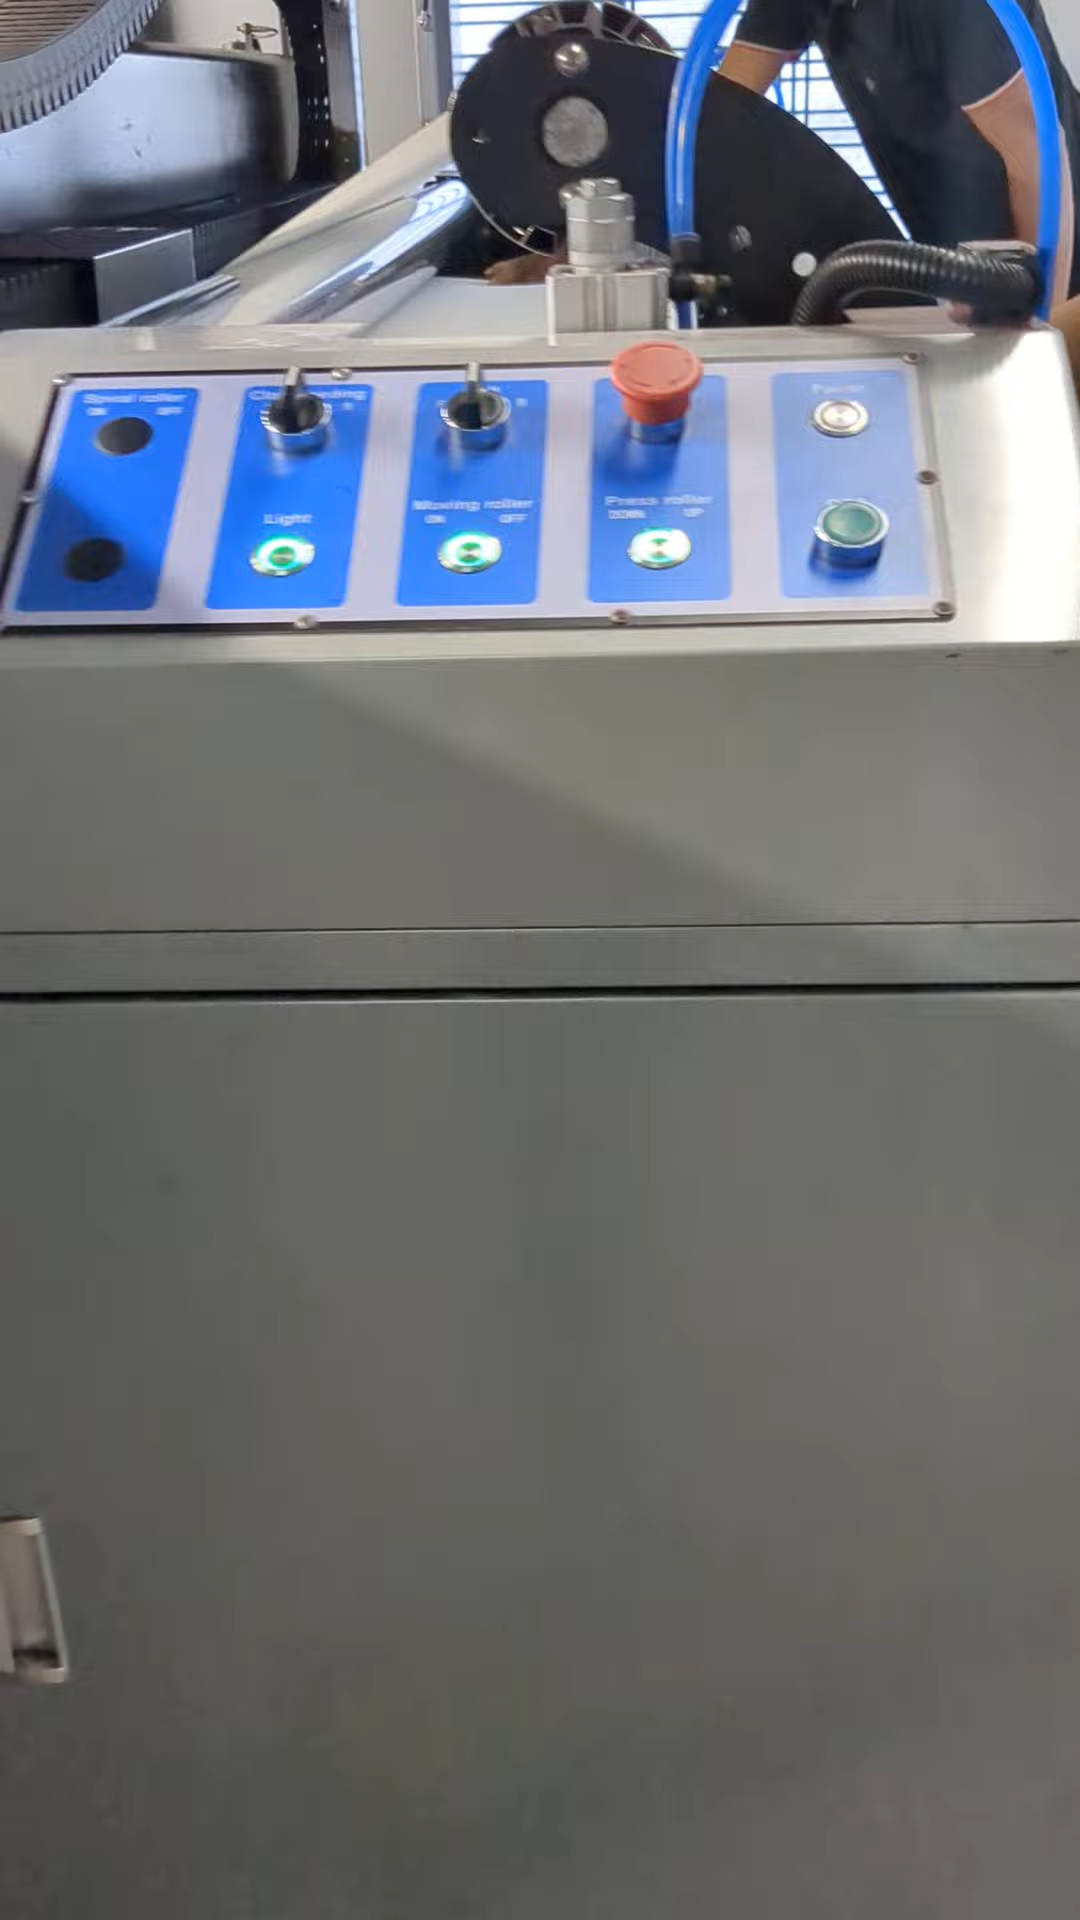 Spiral roller
ON OFF
Power
Light
Moving roller
ON OFF
Press roller
DOWN UP